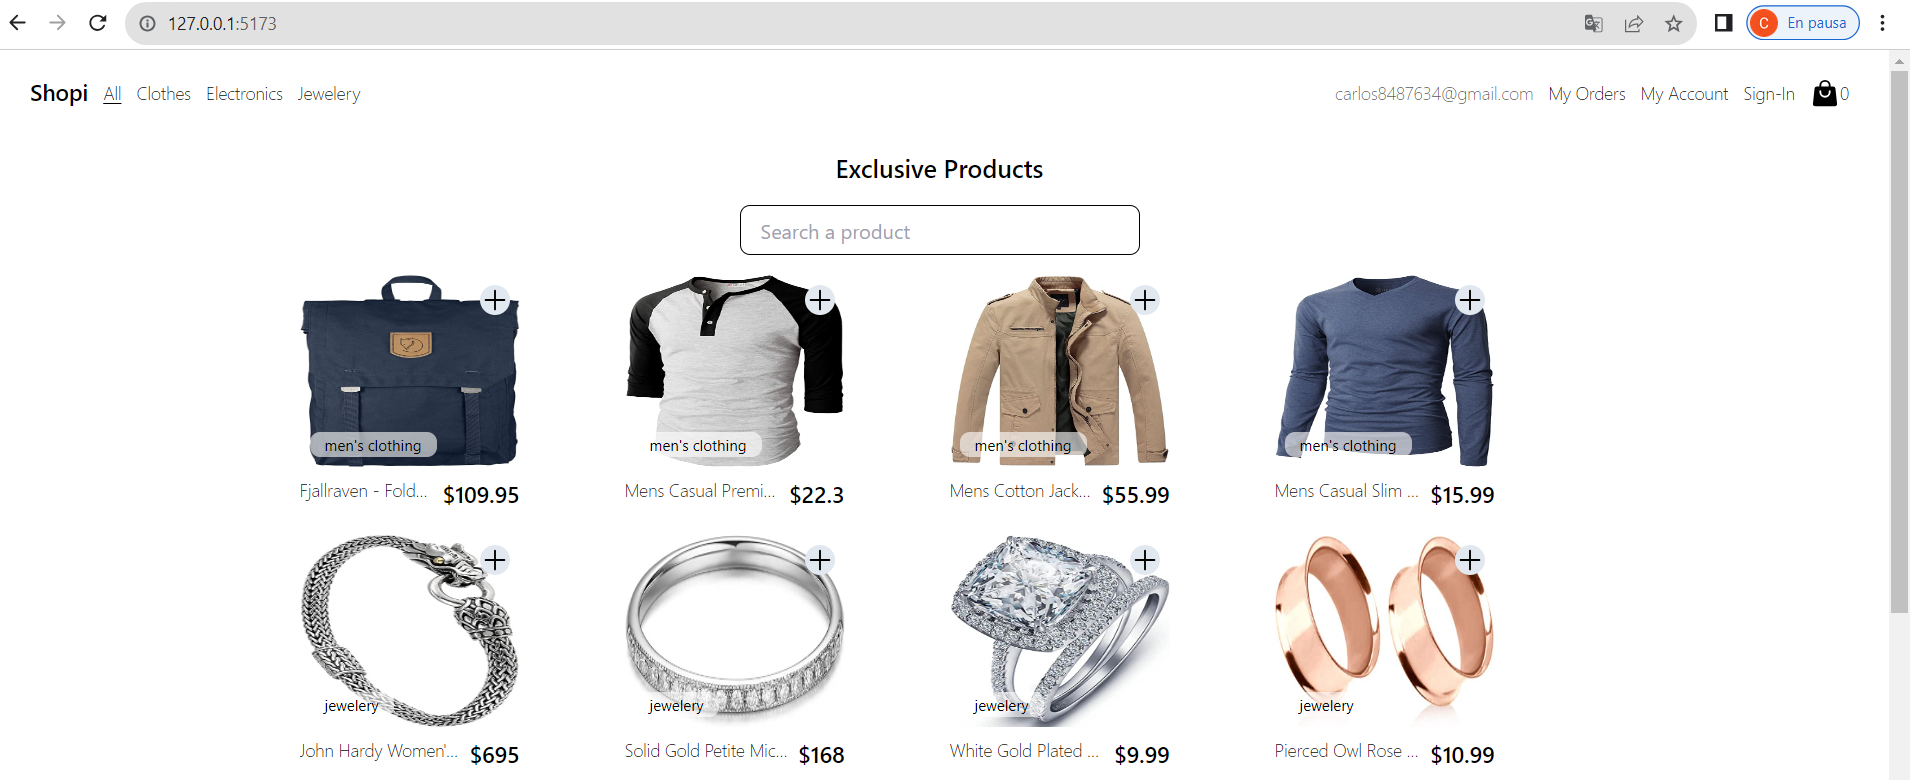 127.0.0.1:5173
C En pausa
Shopi All Clothes Electronics Jewelery carlos8487634@gmail.com My Orders My Account Sign-In 0
Exclusive Products
Search a product
men's clothing men's clothing men's clothing men's clothing
Fjallraven - Fold... $109.95 Mens Casual Premi... $22.3 Mens Cotton Jack... $55.99 Mens Casual Slim ... $15.99
jewelery jewelery jewelery jewelery
John Hardy Women'... $695 Solid Gold Petite Mic... $168 White Gold Plated ... $9.99 Pierced Owl Rose ... $10.99